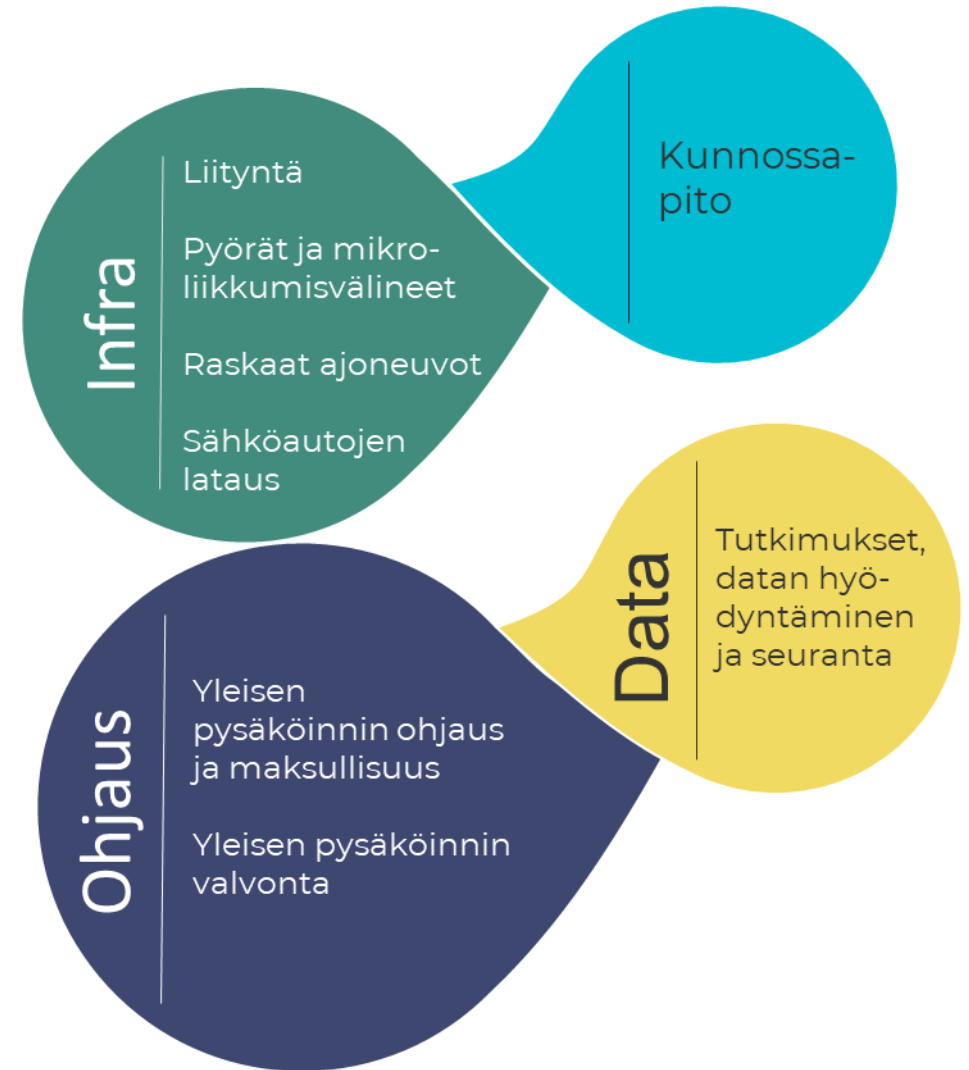 Infra
Liityntä
Pyörät ja mikro-
liikkumisvälineet
Raskaat ajoneuvot
Sähköautojen
lataus
Kunnossa-
pito
Data
Tutkimukset,
datan hyö-
dyntäminen
ja seuranta
Ohjaus
Yleisen
pysäköinnin ohjaus
ja maksullisuus
Yleisen pysäköinnin
valvonta